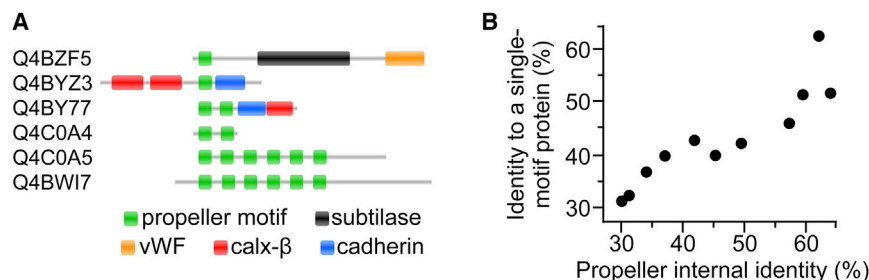 A
Q4BZF5
Q4BYZ3
Q4BY77
Q4C0A4
Q4C0A5
Q4BWI7
propeller motif
subtilase
vWF
calx-β
cadherin
B
Identity to a single-
motif protein (%)
60
50
40
30
30
40
50
60
Propeller internal identity (%)